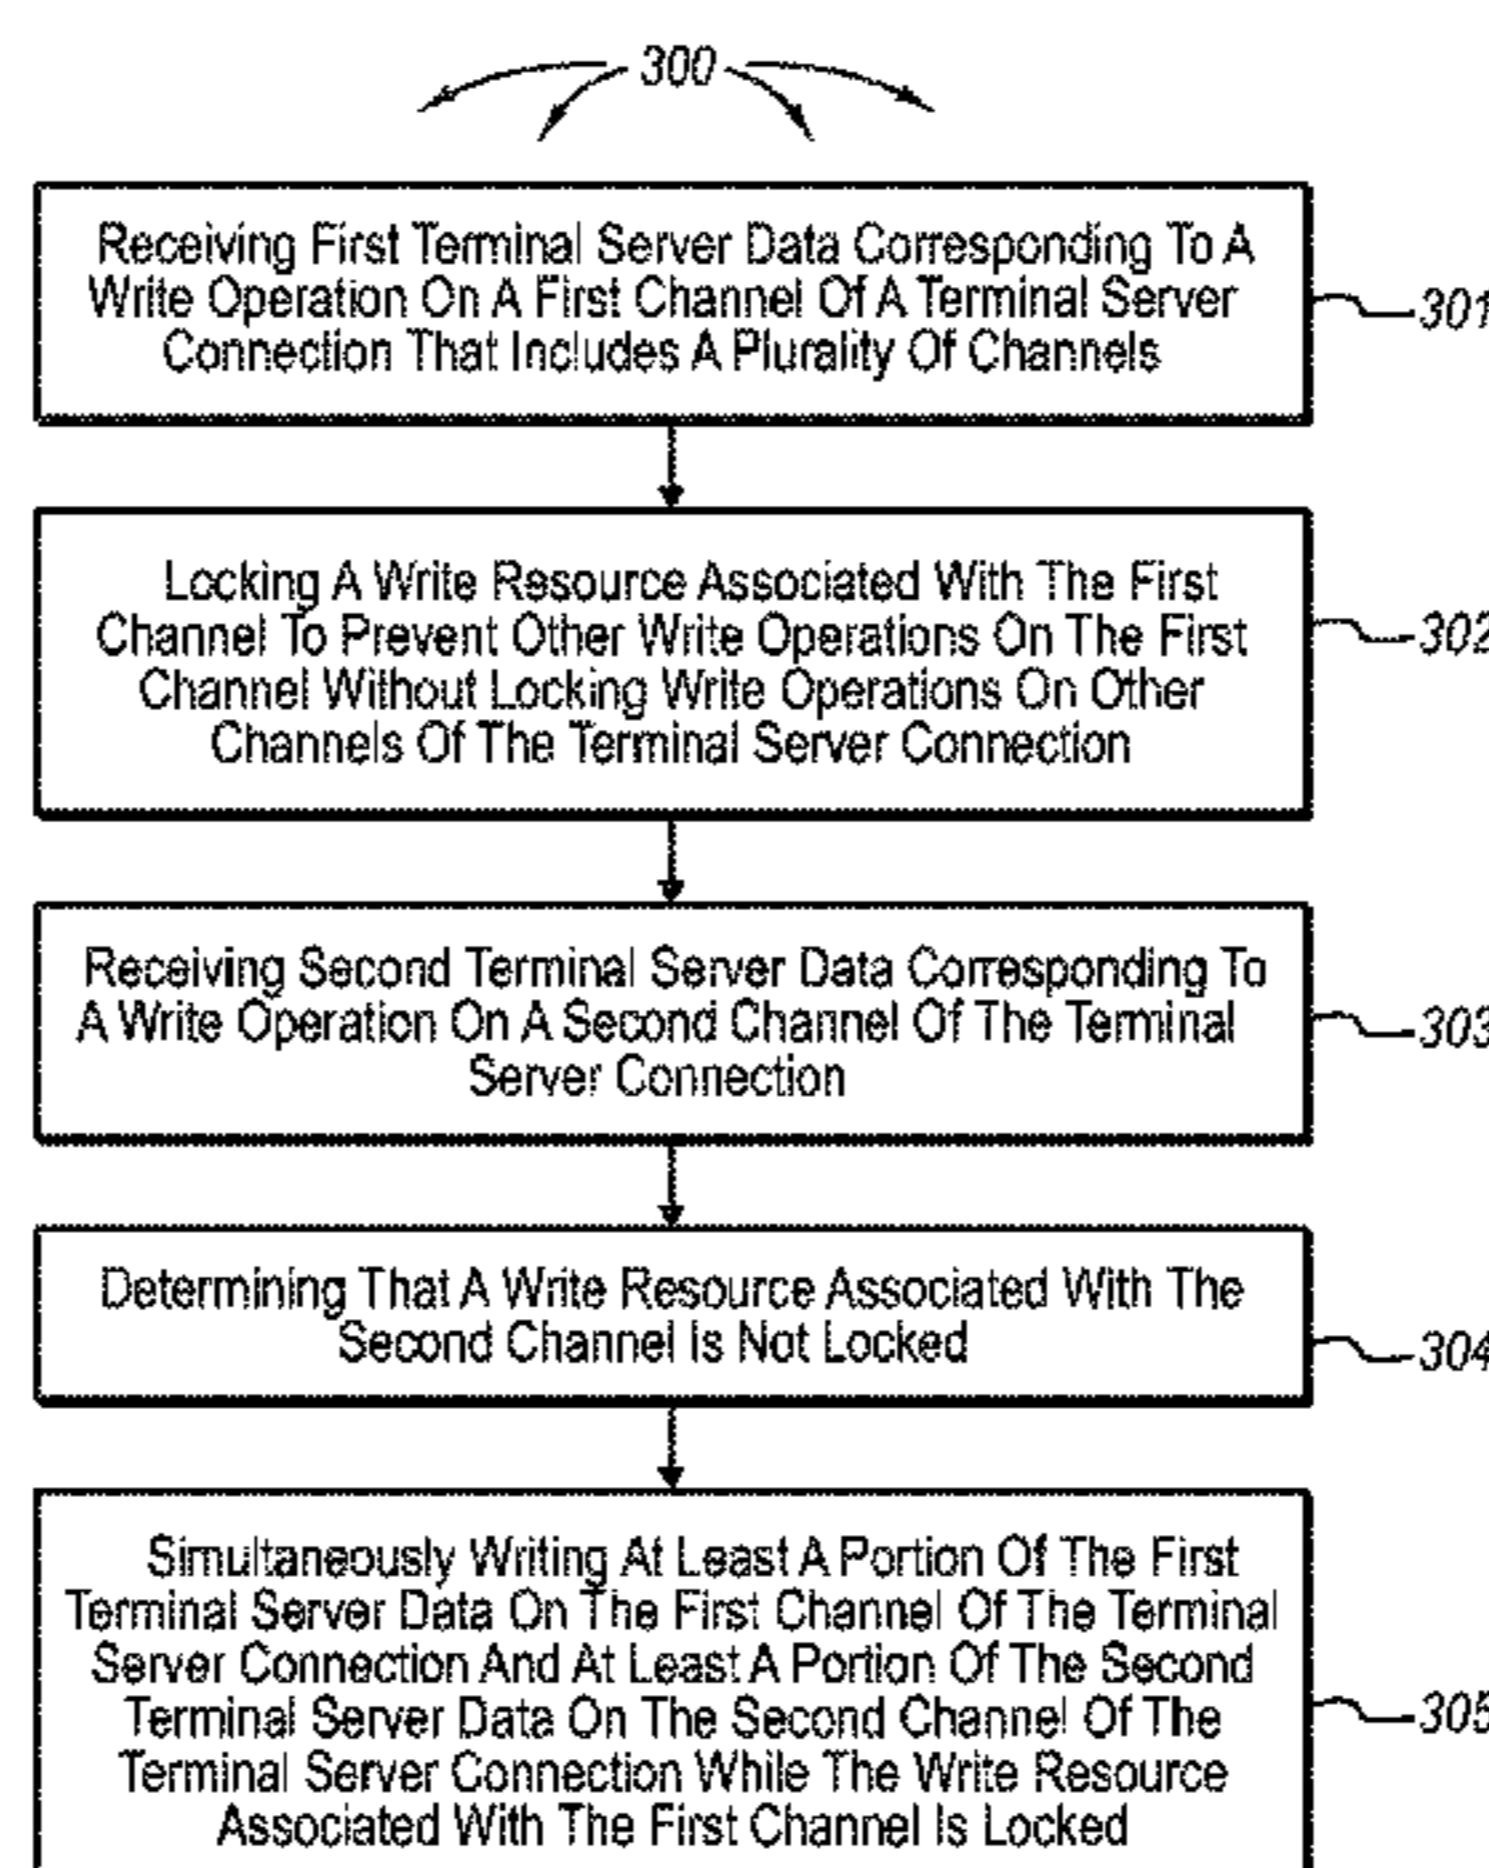 300
Receiving First Terminal Server Data Corresponding To A
Write Operation On A First Channel Of A Terminal Server
Connection That Includes A Plurality Of Channels
301
Locking A Write Resource Associated With The First
Channel To Prevent Other Write Operations On The First
Channel Without Locking Write Operations On Other
Channels Of The Terminal Server Connection
302
Receiving Second Terminal Server Data Corresponding To
A Write Operation On A Second Channel Of The Terminal
Server Connection
303
Determining That A Write Resource Associated With The
Second Channel Is Not Locked
304
Simultaneously Writing At Least A Portion Of The First
Terminal Server Data On The First Channel Of The Terminal
Server Connection And At Least A Portion Of The Second
Terminal Server Data On The Second Channel Of The
Terminal Server Connection While The Write Resource
Associated With The First Channel Is Locked
305